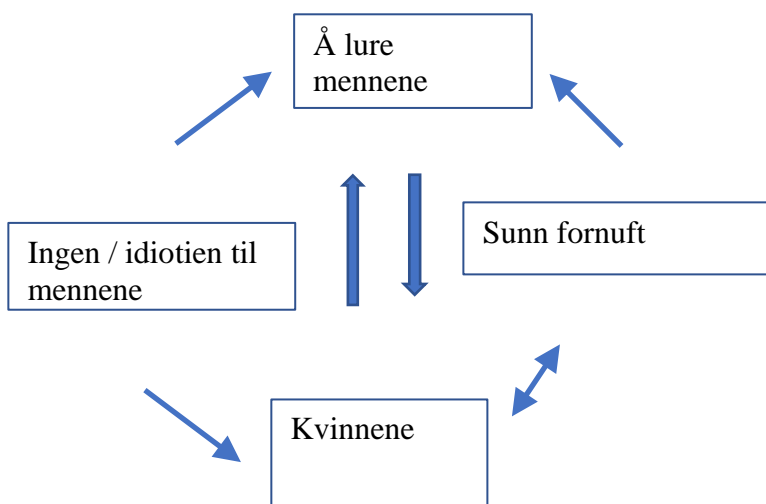 Å lure
mennene
Ingen / idiotien til
mennene
Sunn fornuft
Kvinnene